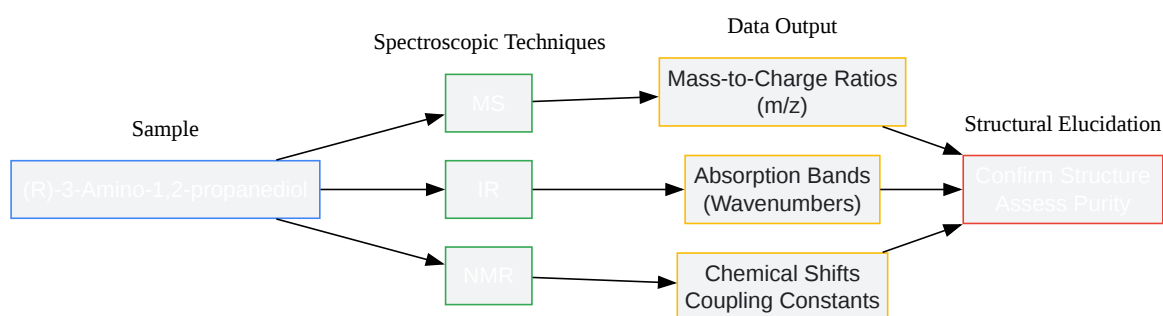 Sample
(R)-3-Amino-1,2-propanediol
Spectroscopic Techniques
MS
IR
NMR
Data Output
Mass-to-Charge Ratios
(m/z)
Absorption Bands
(Wavenumbers)
Chemical Shifts
Coupling Constants
Structural Elucidation
Confirm Structure
Assess Purity